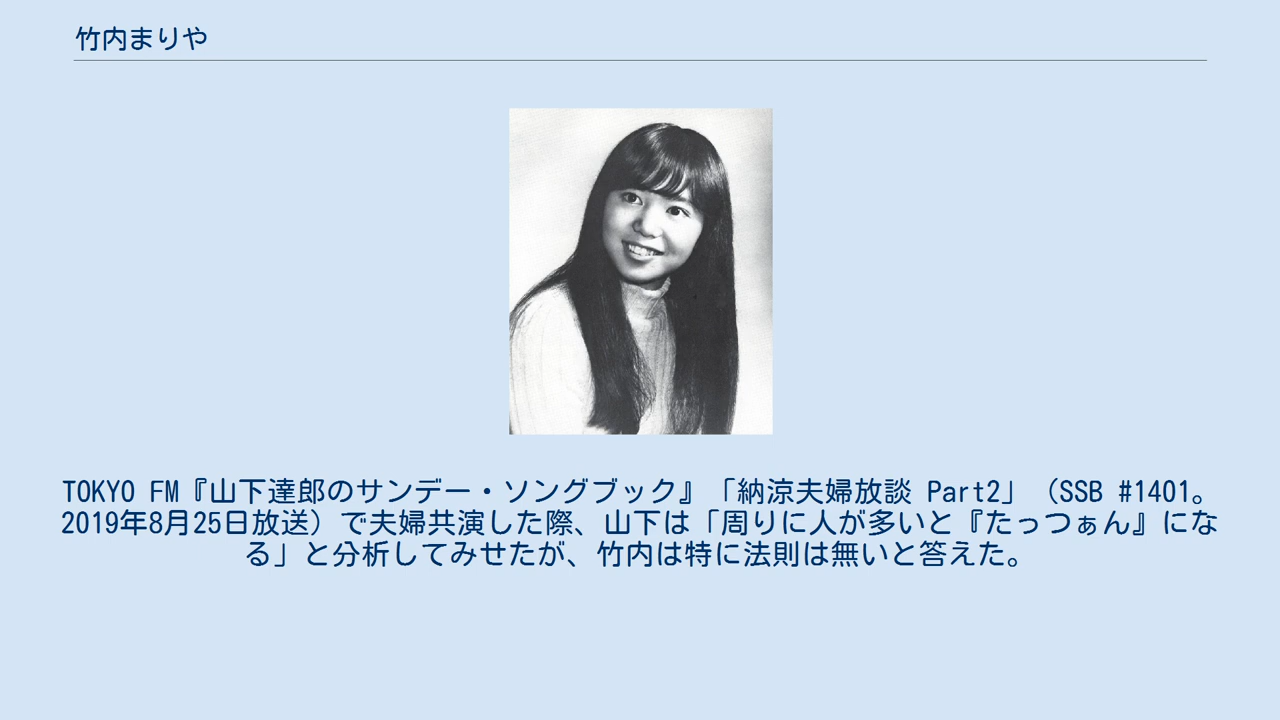 竹内まりや
TOKYO FM『山下達郎のサンデー・ソングブック』「納涼夫婦放談 Part2」（SSB #1401。
2019年8月25日放送）で夫婦共演した際、山下は「周りに人が多いと『たっつぁん』にな
る」と分析してみせたが、竹内は特に法則は無いと答えた。